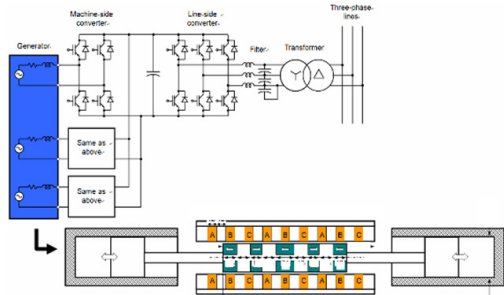 Three-phase
lines
Machine-side
converter
Line-side
converter
Generator
Filter
Transformer
Same as
above
Same as
above
A B C A B C A B C
A B C A B C A B C